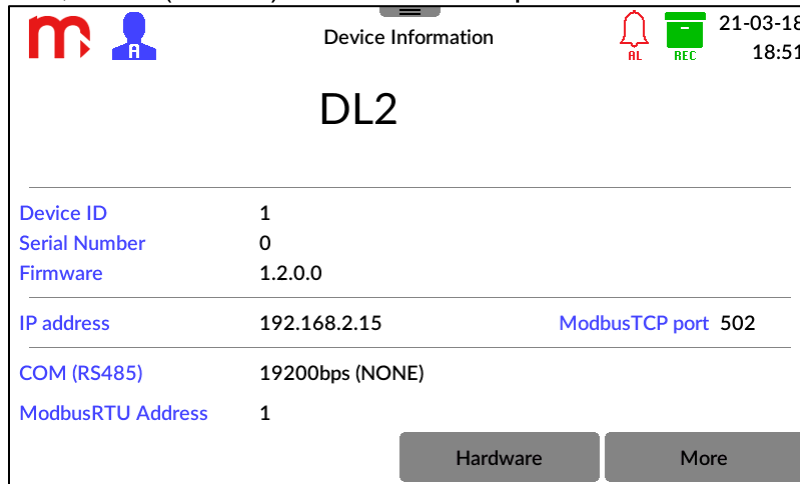 Device Information
21-03-18
18:51
A
AL
REC
DL2
Device ID 1
Serial Number 0
Firmware 1.2.0.0
IP address 192.168.2.15 ModbusTCP port 502
COM (RS485) 19200bps (NONE)
ModbusRTU Address 1
Hardware More